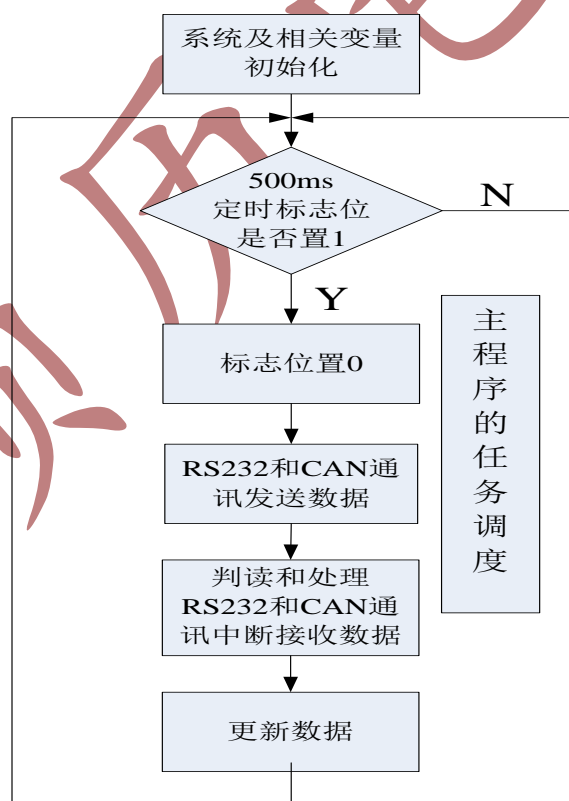 系统及相关变量
初始化
500ms
定时标志位
是否置1
N
Y
标志位置0
RS232和CAN通
讯发送数据
判读和处理
RS232和CAN通
讯中断接收数据
更新数据
主
程
序
的
任
务
调
度